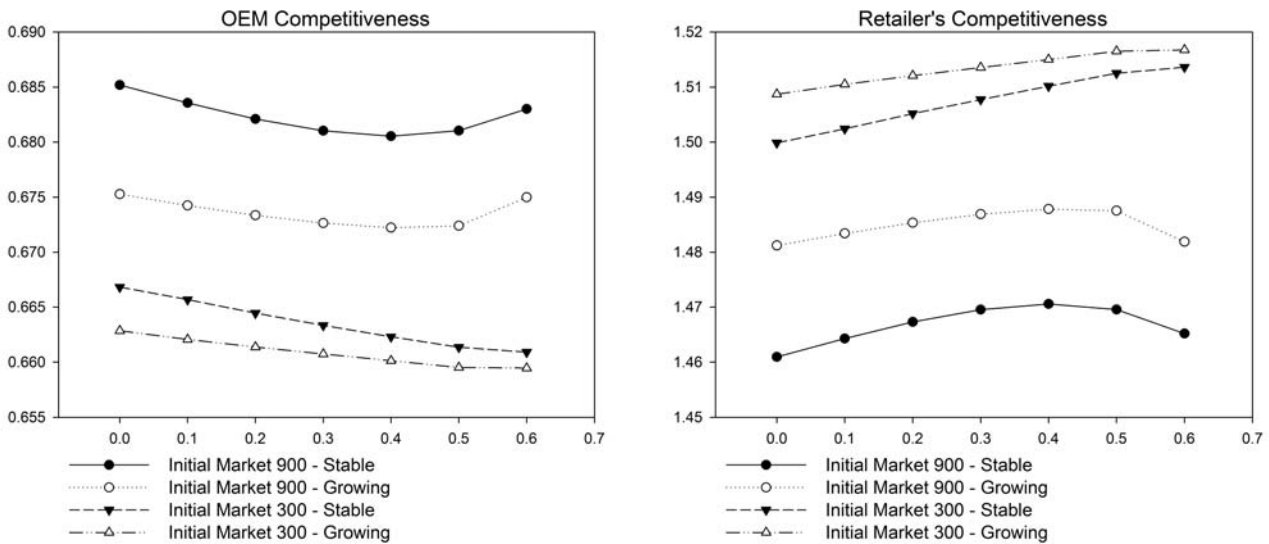 OEM Competitiveness
0.690
0.685
0.680
0.675
0.670
0.665
0.660
0.655
0.0 0.1 0.2 0.3 0.4 0.5 0.6 0.7
Initial Market 900 - Stable
Initial Market 900 - Growing
Initial Market 300 - Stable
Initial Market 300 - Growing
Retailer's Competitiveness
1.52
1.51
1.50
1.49
1.48
1.47
1.46
1.45
0.0 0.1 0.2 0.3 0.4 0.5 0.6 0.7
Initial Market 900 - Stable
Initial Market 900 - Growing
Initial Market 300 - Stable
Initial Market 300 - Growing